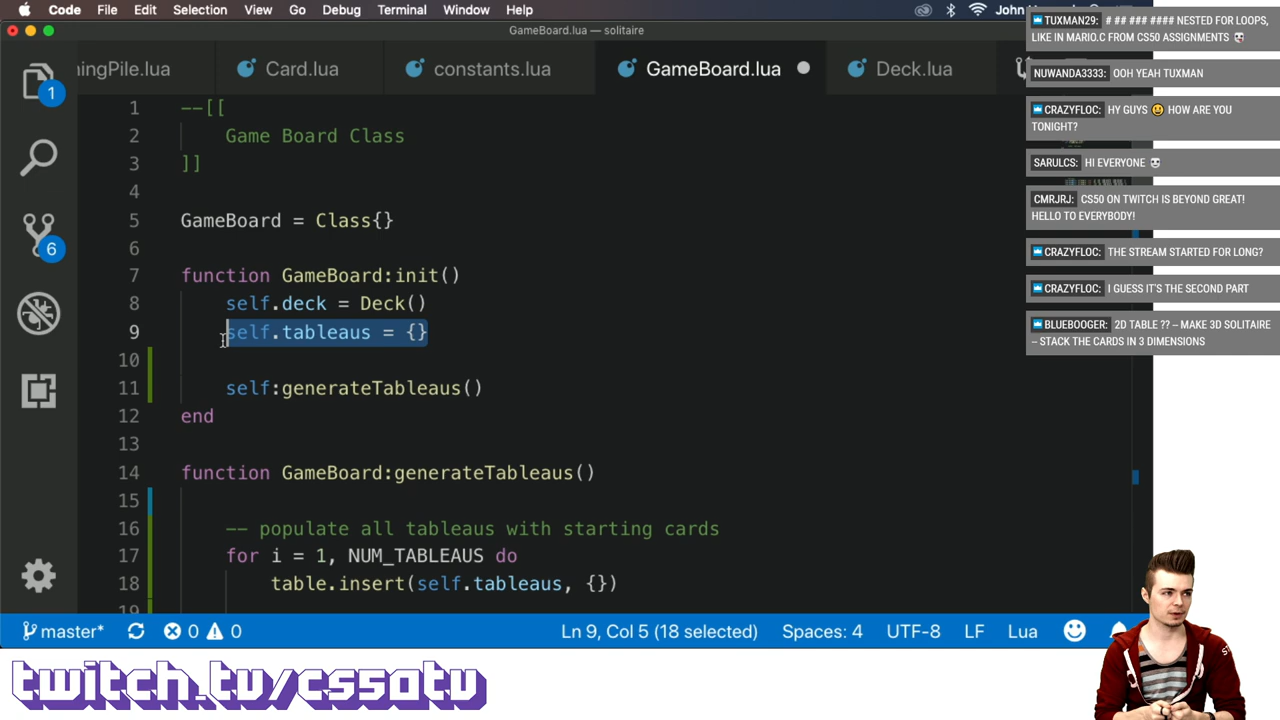 Code File Edit Selection View Go Debug Terminal Window Help
GameBoard.lua — solitaire
ningPile.lua Card.lua constants.lua GameBoard.lua Deck.lua
1 --[[
2 Game Board Class
3 ]]
4
5 GameBoard = Class{}
6
7 function GameBoard:init()
8 self.deck = Deck()
9 self.tableaus = {}
10
11 self:generateTableaus()
12 end
13
14 function GameBoard:generateTableaus()
15
16 -- populate all tableaus with starting cards
17 for i = 1, NUM_TABLEAUS do
18 table.insert(self.tableaus, {})
19
1
6
master* 0 0 Ln 9, Col 5 (18 selected) Spaces: 4 UTF-8 LF Lua
TUXMAN29: # ## ### #### NESTED FOR LOOPS,
LIKE IN MARIO.C FROM CS50 ASSIGNMENTS
NUWANDA3333: OOH YEAH TUXMAN
CRAZYFLOC: HY GUYS HOW ARE YOU
TONIGHT?
SARULCS: HI EVERYONE
CMRJRJ: CS50 ON TWITCH IS BEYOND GREAT!
HELLO TO EVERYBODY!
CRAZYFLOC: THE STREAM STARTED FOR LONG?
CRAZYFLOC: I GUESS IT'S THE SECOND PART
BLUEBOOGER: 2D TABLE ?? -- MAKE 3D SOLITAIRE
-- STACK THE CARDS IN 3 DIMENSIONS
twitch.tv/cs50tv